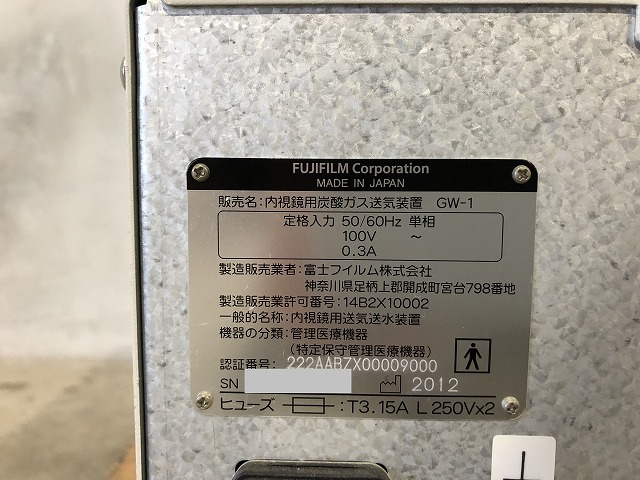 FUJIFILM Corporation
MADE IN JAPAN
販売名：内視鏡用炭酸ガス送気装置 GW-1
定格入力 50/60Hz 単相
100V ～
0.3A
製造販売業者：富士フイルム株式会社
神奈川県足柄上郡開成町宮台798番地
製造販売業許可番号：14B2X10002
一般的名称：内視鏡用送気送水装置
機器の分類：管理医療機器
（特定保守管理医療機器）
認証番号：222AABZX00009000
SN 2012
ヒューズ ：T3.15A L 250V×2